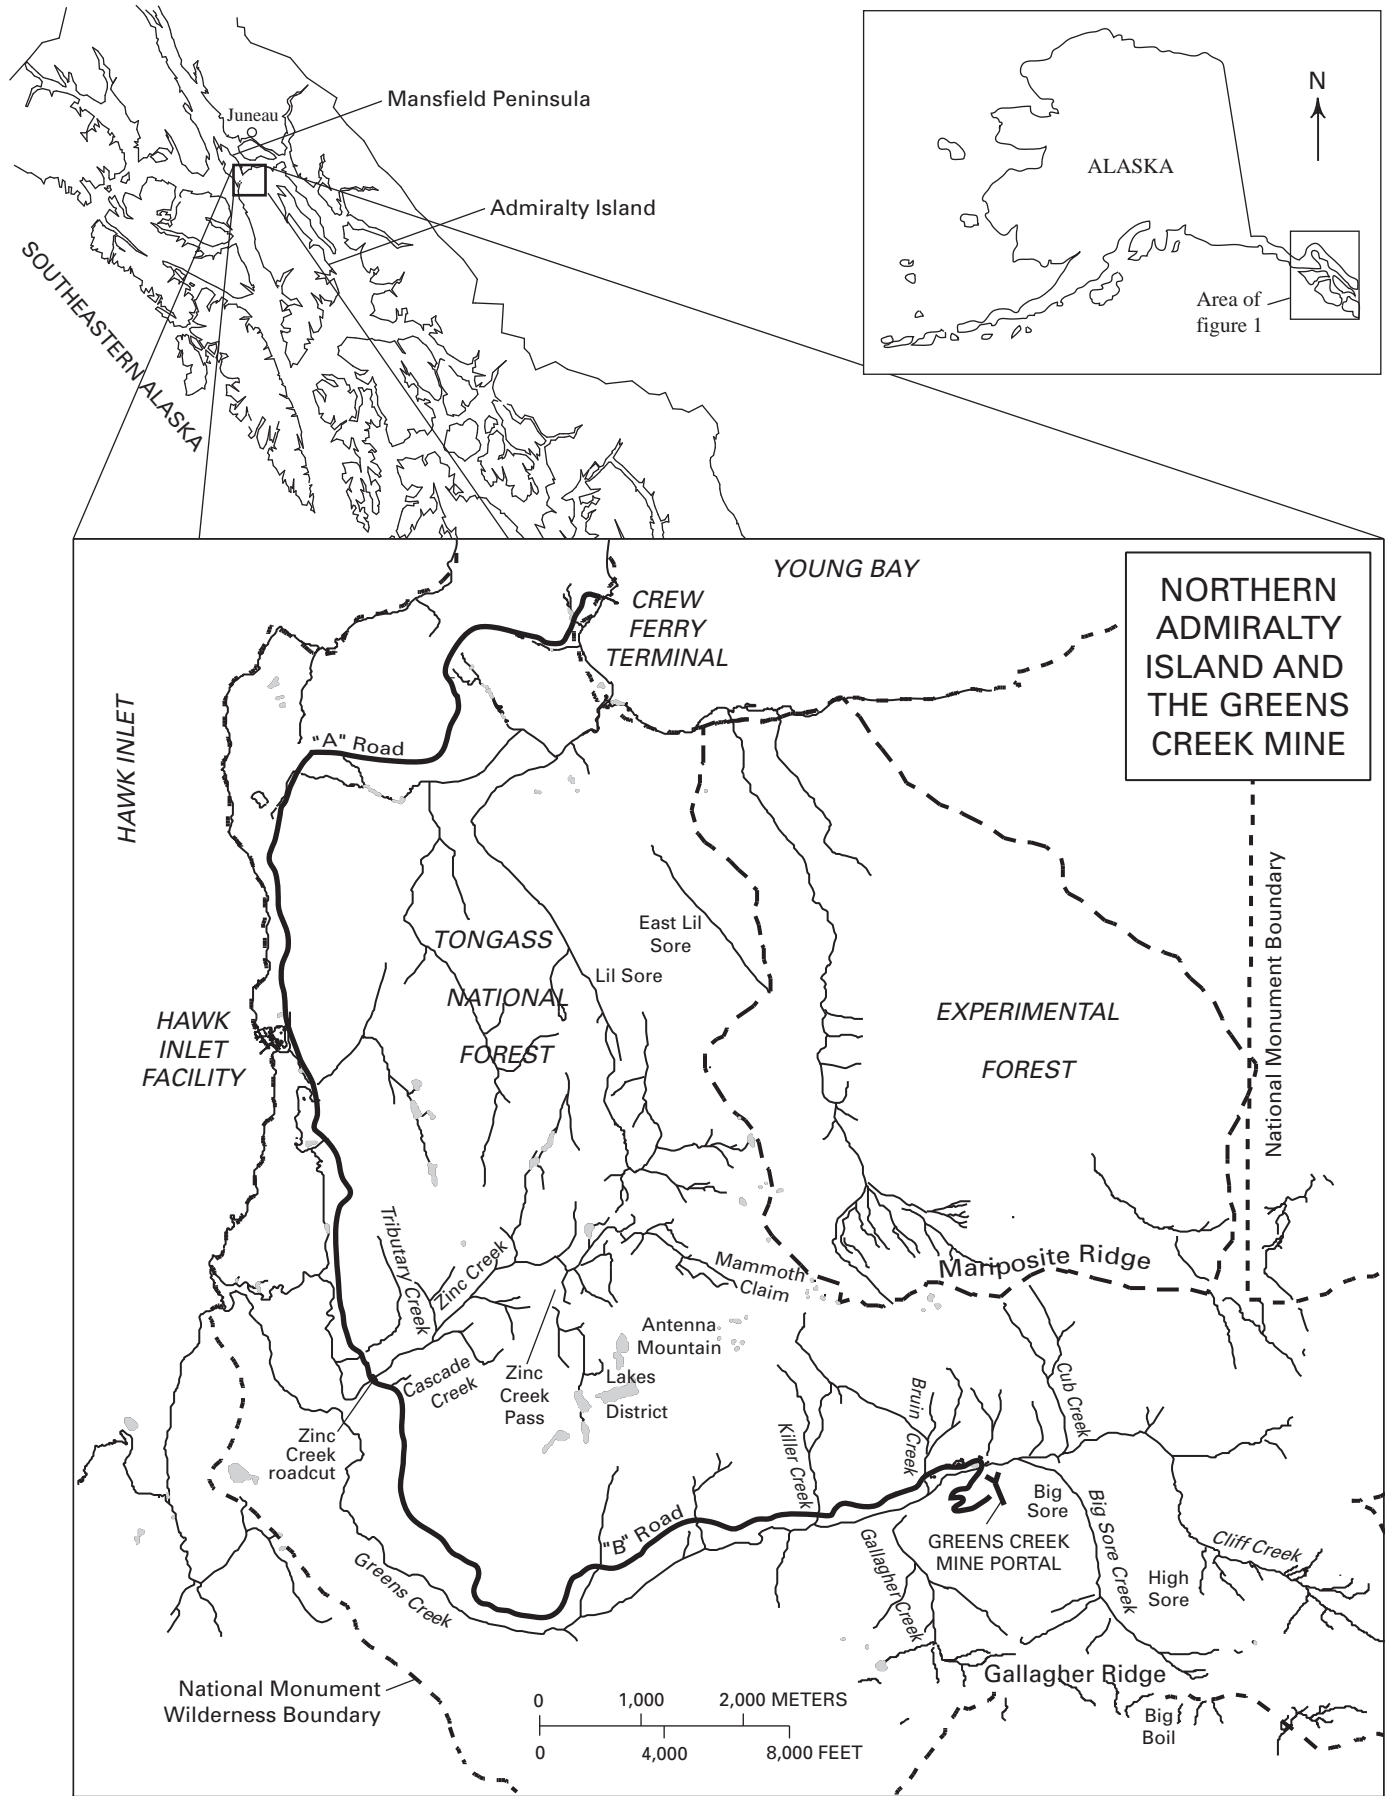 Mansfield Peninsula
Juneau
Admiralty Island
SOUTHEASTERN ALASKA
N
ALASKA
Area of
figure 1
YOUNG BAY
CREW
FERRY
TERMINAL
NORTHERN
ADMIRALTY
ISLAND AND
THE GREENS
CREEK MINE
HAWK INLET
"A" Road
National Monument Boundary
East Lil
Sore
TONGASS
NATIONAL
FOREST
Lil Sore
EXPERIMENTAL
FOREST
HAWK
INLET
FACILITY
Tributary Creek
Zinc Creek
Mammoth
Claim
Mariposite Ridge
Antenna
Mountain
Cascade
Creek
Zinc
Creek
Pass
Lakes
District
Zinc
Creek
roadcut
Killer Creek
Bruin Creek
Cub Creek
Big
Sore
Big Sore Creek
GREENS CREEK
MINE PORTAL
"B" Road
Gallagher Creek
Cliff Creek
High
Sore
Greens Creek
Gallagher Ridge
National Monument
Wilderness Boundary
Big
Boil
0 1,000 2,000 METERS
0 4,000 8,000 FEET